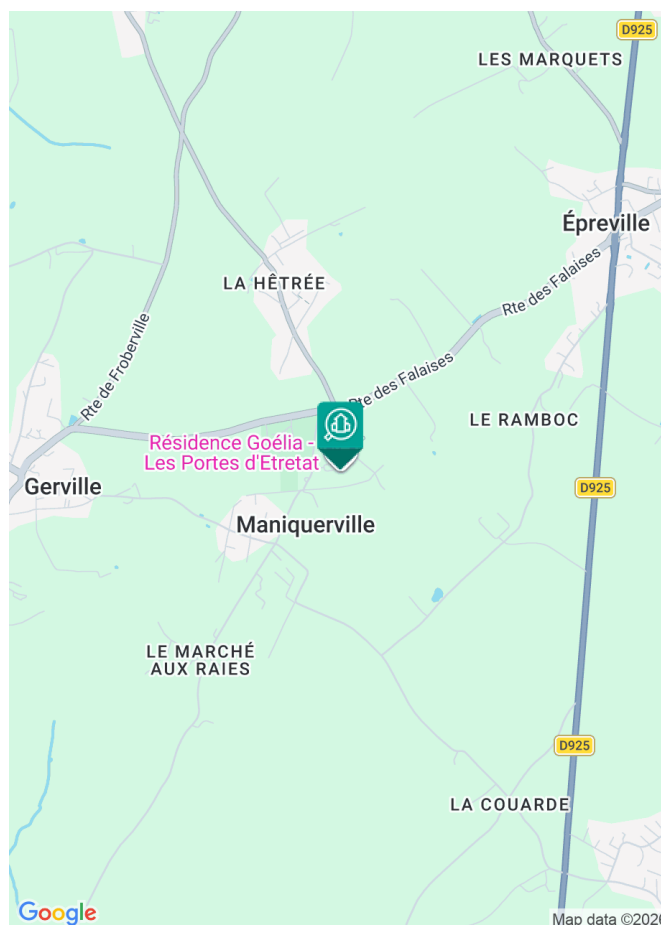 D925
LES MARQUETS
Épreville
LA HÊTRÉE
Rte des Falaises
Rte de Froberville
Rte des Falaises
LE RAMBOC
Résidence Goélia -
Les Portes d'Etretat
Gerville
D925
Maniquerville
LE MARCHÉ
AUX RAIES
D925
LA COUARDE
Google
Map data ©2026